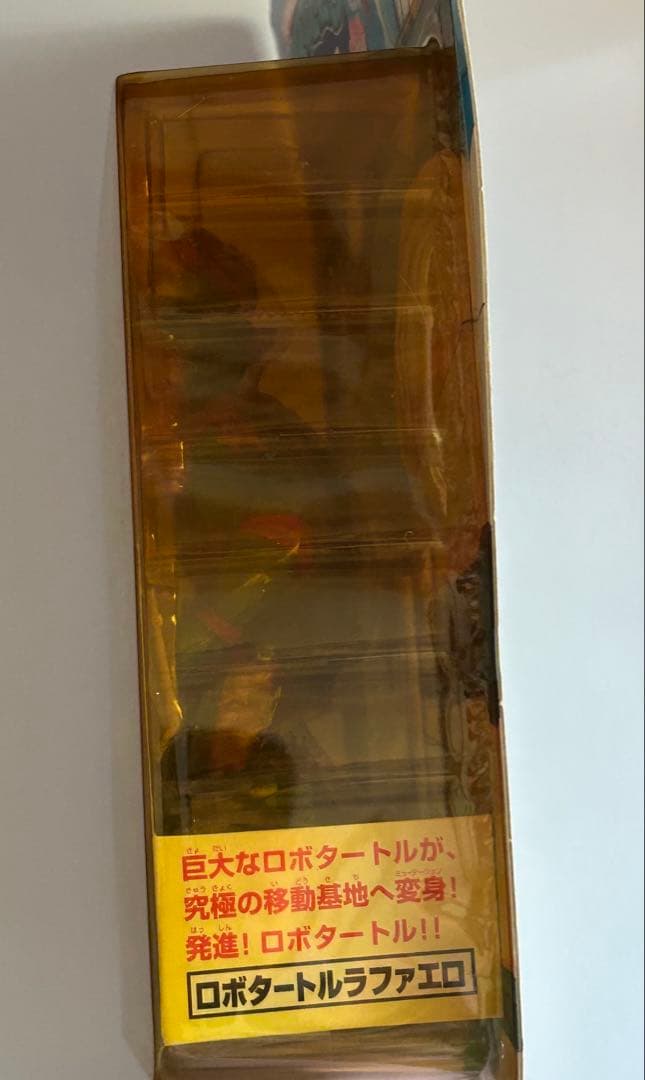 巨大なロボタートルが、
究極の移動基地へ変身!
発進! ロボタートル!!
ロボタートルラファエロ